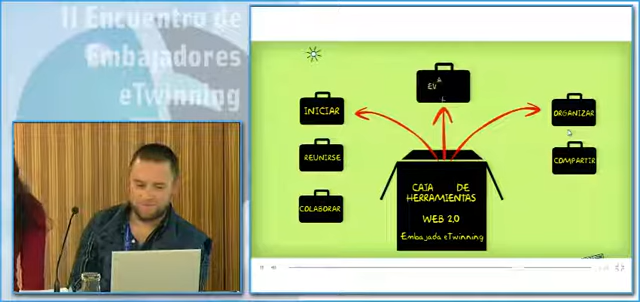 II Encuentro de
Embajadores
eTwinning
INICIAR
REUNIRSE
COLABORAR
ORGANIZAR
COMPARTIR
CAJA DE
HERRAMIENTAS
WEB 2.0
Embajada eTwinning